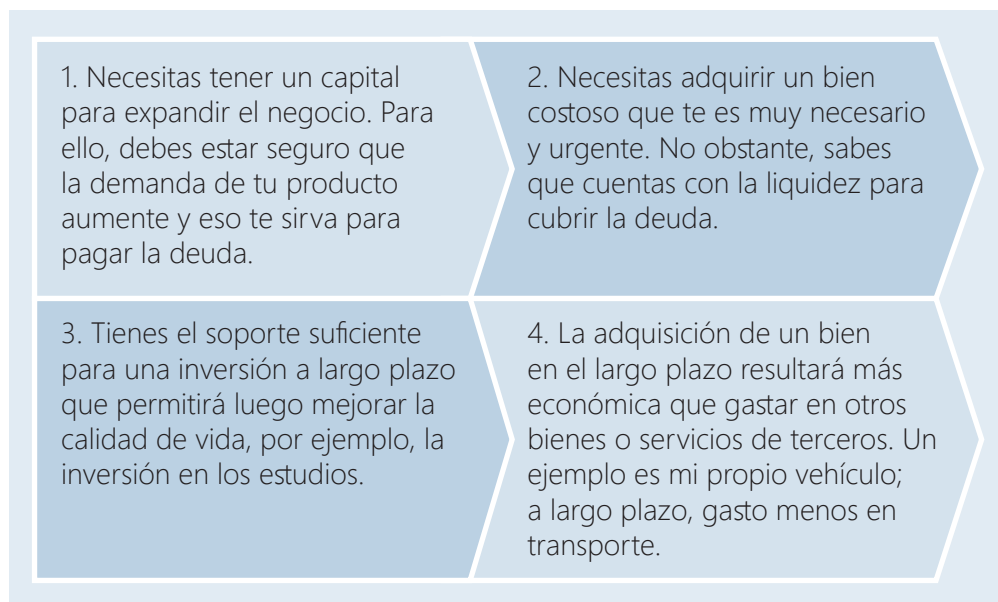 1. Necesitas tener un capital
para expandir el negocio. Para
ello, debes estar seguro que
la demanda de tu producto
aumente y eso te sirva para
pagar la deuda.
2. Necesitas adquirir un bien
costoso que te es muy necesario
y urgente. No obstante, sabes
que cuentas con la liquidez para
cubrir la deuda.
3. Tienes el soporte suficiente
para una inversión a largo plazo
que permitirá luego mejorar la
calidad de vida, por ejemplo, la
inversión en los estudios.
4. La adquisición de un bien
en el largo plazo resultará más
económica que gastar en otros
bienes o servicios de terceros. Un
ejemplo es mi propio vehículo;
a largo plazo, gasto menos en
transporte.